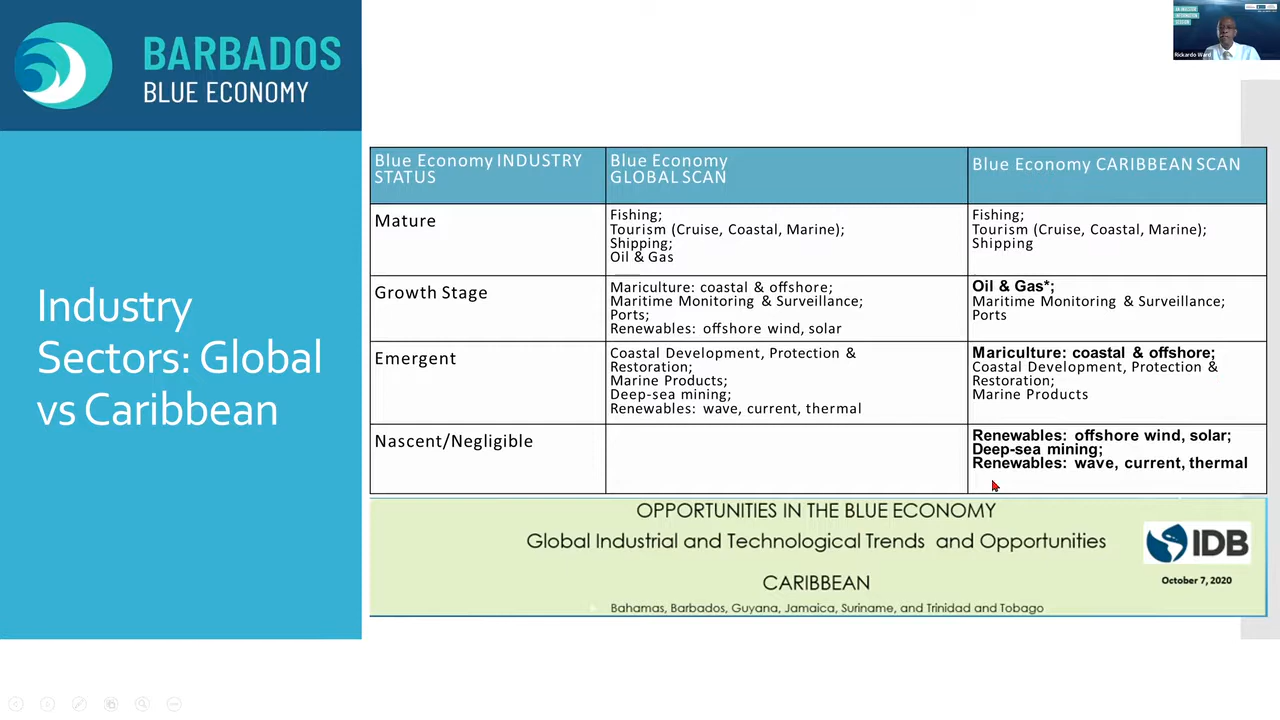 BARBADOS
BLUE ECONOMY
Industry
Sectors: Global
vs Caribbean
AN INVESTOR
INFORMATION
SESSION
Rickardo Ward
Blue Economy INDUSTRY
STATUS
Blue Economy
GLOBAL SCAN
Blue Economy CARIBBEAN SCAN
Mature
Fishing;
Tourism (Cruise, Coastal, Marine);
Shipping;
Oil & Gas
Fishing;
Tourism (Cruise, Coastal, Marine);
Shipping
Growth Stage
Mariculture: coastal & offshore;
Maritime Monitoring & Surveillance;
Ports;
Renewables: offshore wind, solar
Oil & Gas*;
Maritime Monitoring & Surveillance;
Ports
Emergent
Coastal Development, Protection &
Restoration;
Marine Products;
Deep-sea mining;
Renewables: wave, current, thermal
Mariculture: coastal & offshore;
Coastal Development, Protection &
Restoration;
Marine Products
Nascent/Negligible
Renewables: offshore wind, solar;
Deep-sea mining;
Renewables: wave, current, thermal
OPPORTUNITIES IN THE BLUE ECONOMY
Global Industrial and Technological Trends and Opportunities
CARIBBEAN
Bahamas, Barbados, Guyana, Jamaica, Suriname, and Trinidad and Tobago
IDB
October 7, 2020